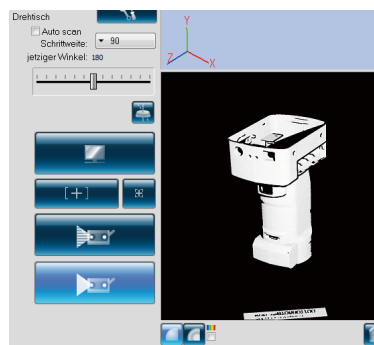 Drehtisch
Auto scan
Schrittweite: 90
jetziger Winkel: 180
[+]
Y
Z
X